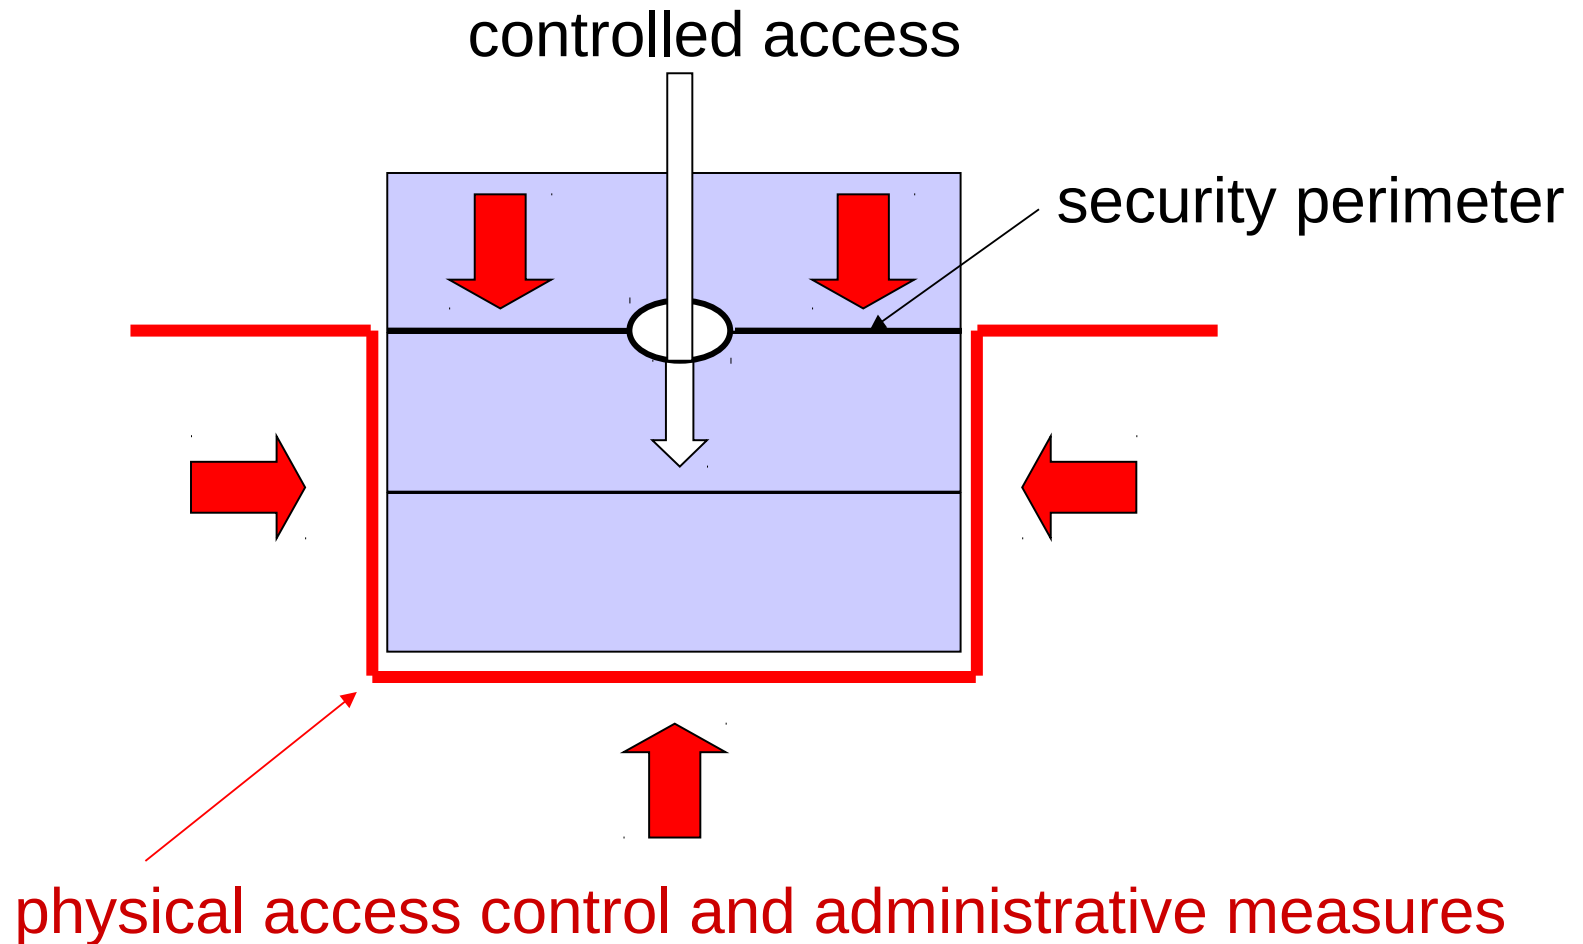 controlled access
security perimeter
physical access control and administrative measures